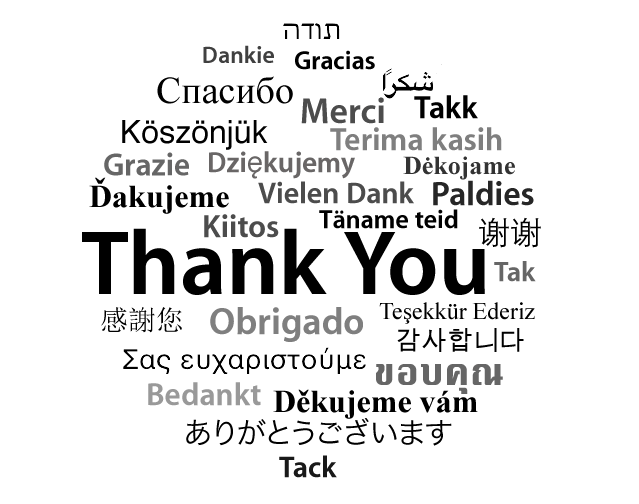 תודה
Dankie Gracias
Спасибо شكراً
Merci Takk
Köszönjük Terima kasih
Grazie Dziękujemy Dėkojame
Ďakujeme Vielen Dank Paldies
Kiitos Täname teid 谢谢
Thank You Tak
感謝您 Obrigado Teşekkür Ederiz
감사합니다
Σας ευχαριστούμε ขอบคุณ
Bedankt Děkujeme vám
ありがとうございます
Tack